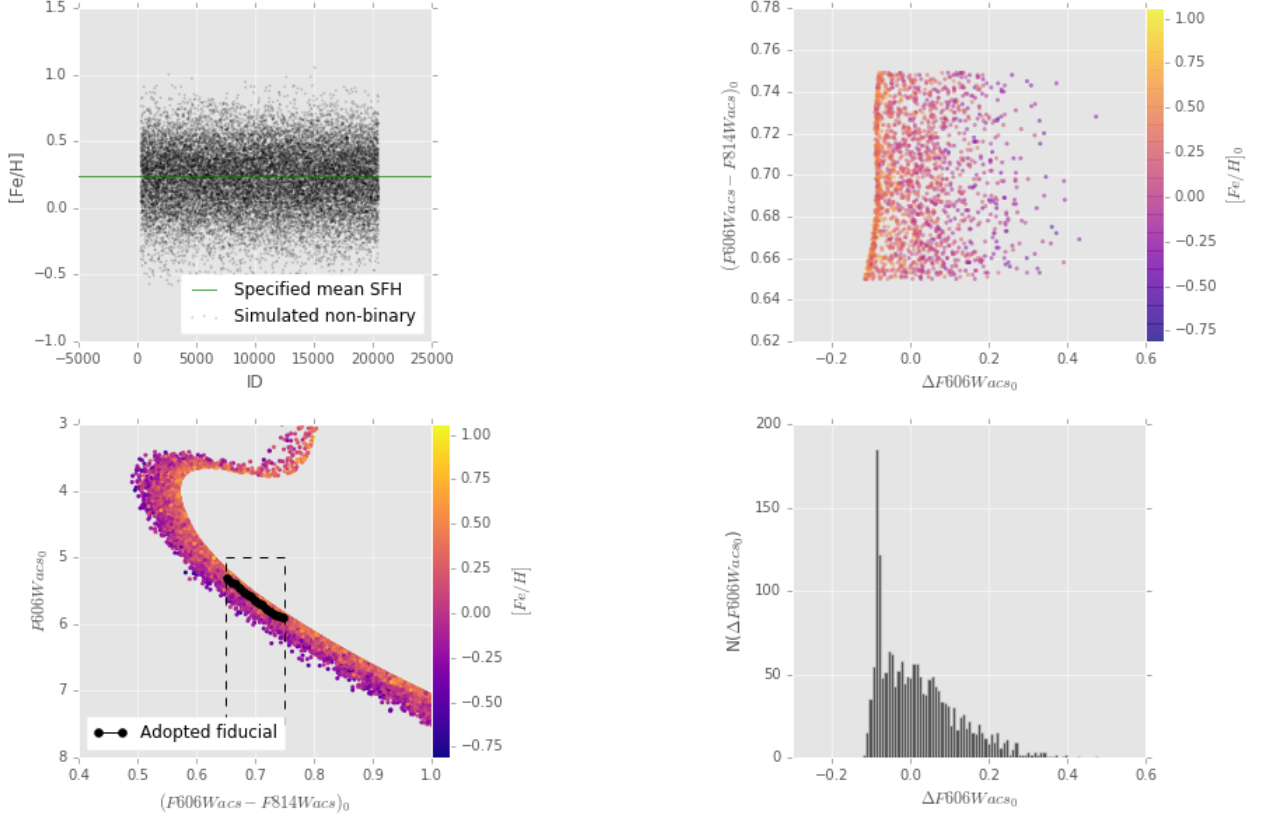 1.5
1.0
0.5
0.0
−0.5
−1.0
[Fe/H]
−5000 0 5000 10000 15000 20000 25000
ID
Specified mean SFH
Simulated non-binary
0.78
0.76
0.74
0.72
0.70
0.68
0.66
0.64
0.62
(F606Wacs − F814Wacs)₀
−0.2 0.0 0.2 0.4 0.6
ΔF606Wacs₀
1.00
0.75
0.50
0.25
0.00
−0.25
−0.50
−0.75
[Fe/H]₀
3
4
5
6
7
8
F606Wacs₀
0.4 0.5 0.6 0.7 0.8 0.9 1.0
(F606Wacs − F814Wacs)₀
Adopted fiducial
1.00
0.75
0.50
0.25
0.00
−0.25
−0.50
−0.75
[Fe/H]
200
150
100
50
0
N(ΔF606Wacs₀)
−0.2 0.0 0.2 0.4 0.6
ΔF606Wacs₀